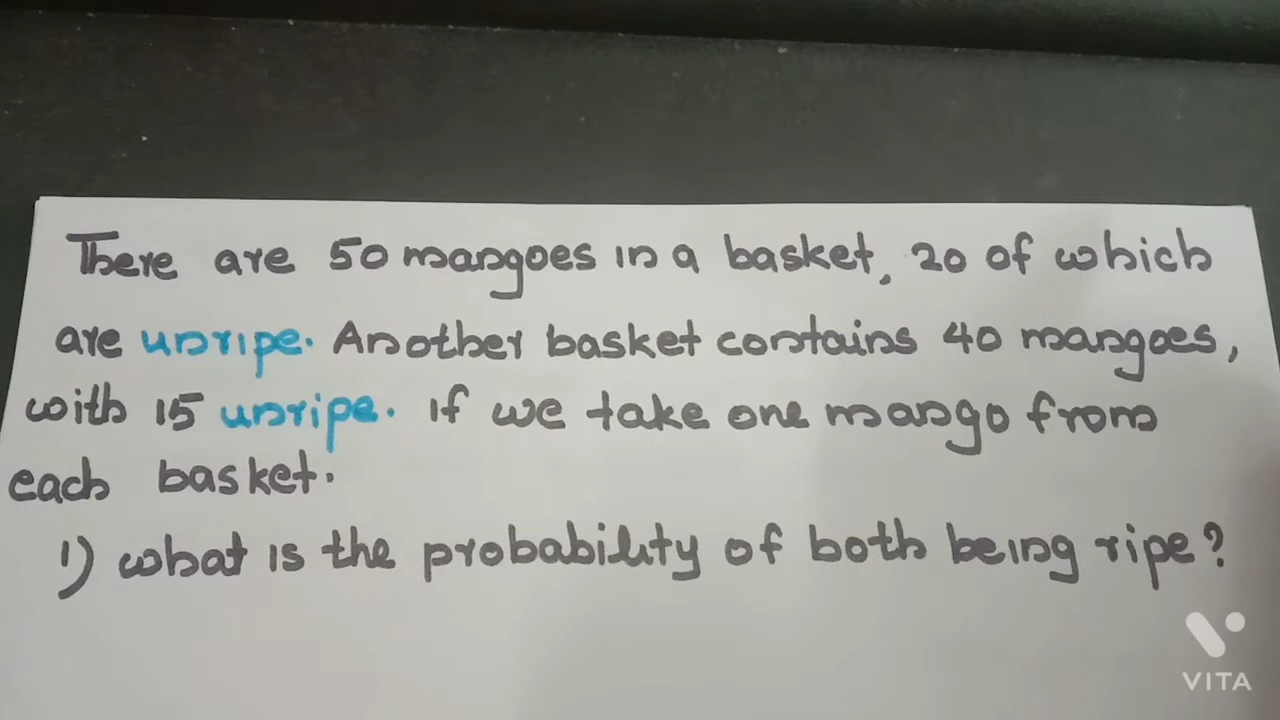 There are 50 mangoes in a basket, 20 of which
are unripe. Another basket contains 40 mangoes,
with 15 unripe. If we take one mango from
each basket.
1) what is the probability of both being ripe?
VITA